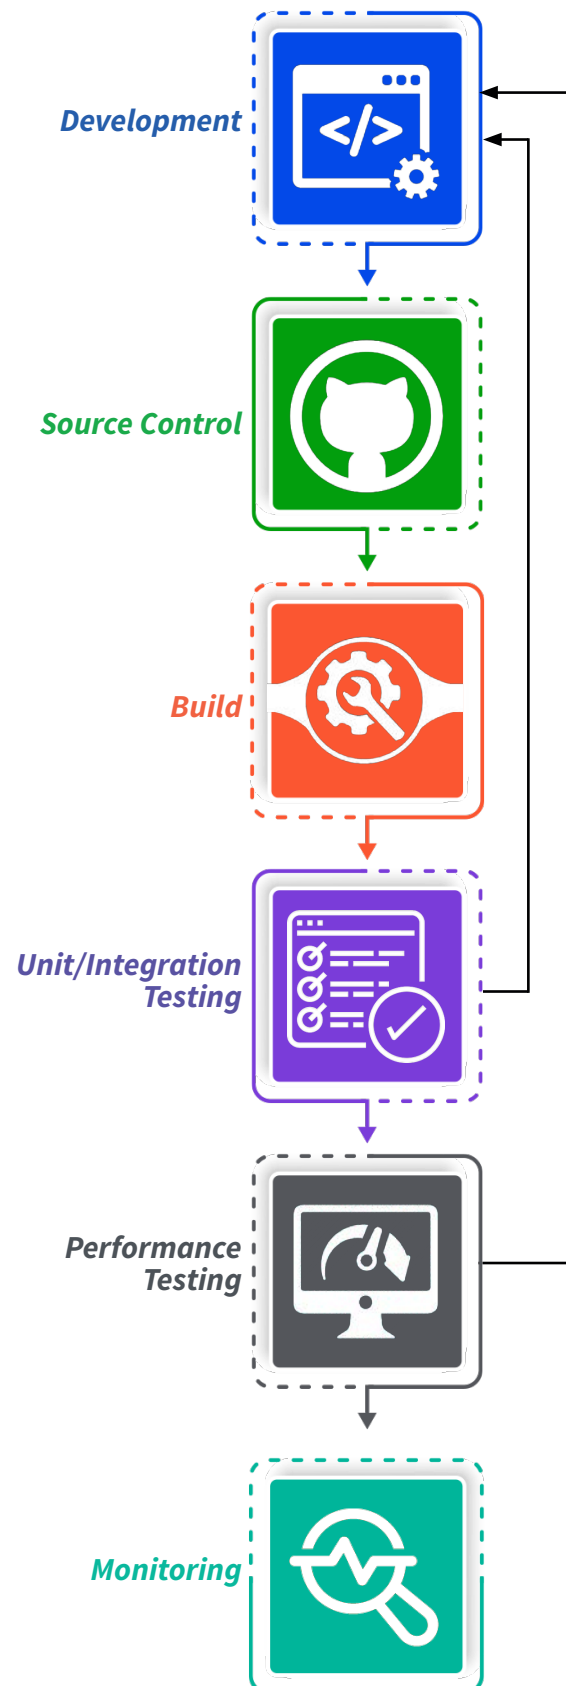 Development
Source Control
Build
Unit/Integration
Testing
Performance
Testing
Monitoring